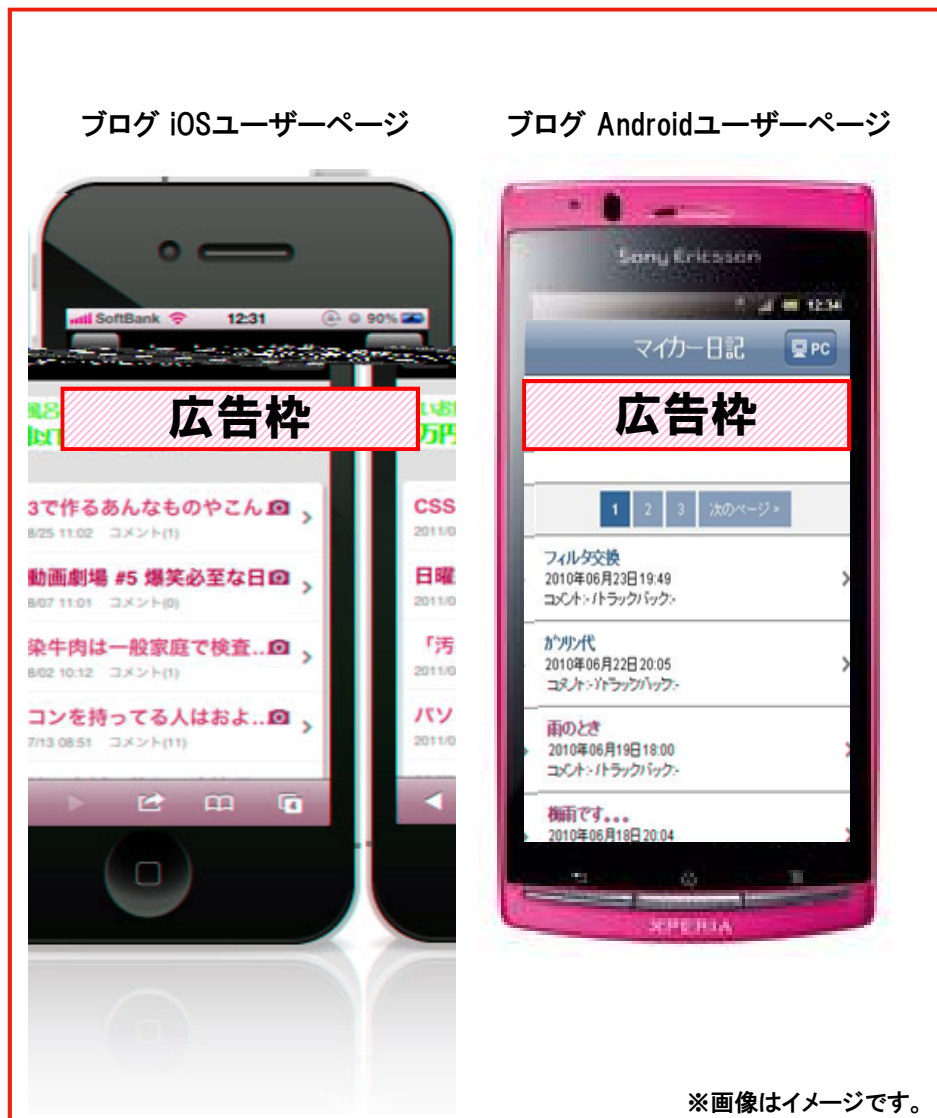 ブログ iOSユーザーページ
ブログ Androidユーザーページ
SoftBank 12:31 90%
広告枠
3で作るあんなものやこん
8/25 11:02 コメント(1)
動画劇場 #5 爆笑必至な日
8/07 11:01 コメント(0)
染牛肉は一般家庭で検査..
8/02 10:12 コメント(1)
コンを持ってる人はおよ..
7/13 08:51 コメント(11)
4
万円
CSS
2011/0
日曜
2011/0
「汚
2011/0
パソ
2011/0
Sony Ericsson
12:34
マイカー日記
PC
広告枠
1 2 3 次のページ »
フィルタ交換
2010年06月23日19:49
コメント:-/トラックバック:-
ガソリン代
2010年06月22日20:05
コメント:-/トラックバック:-
雨のとき
2010年06月19日18:00
コメント:-/トラックバック:-
梅雨です。。。
2010年06月18日20:04
XPERIA
※画像はイメージです。